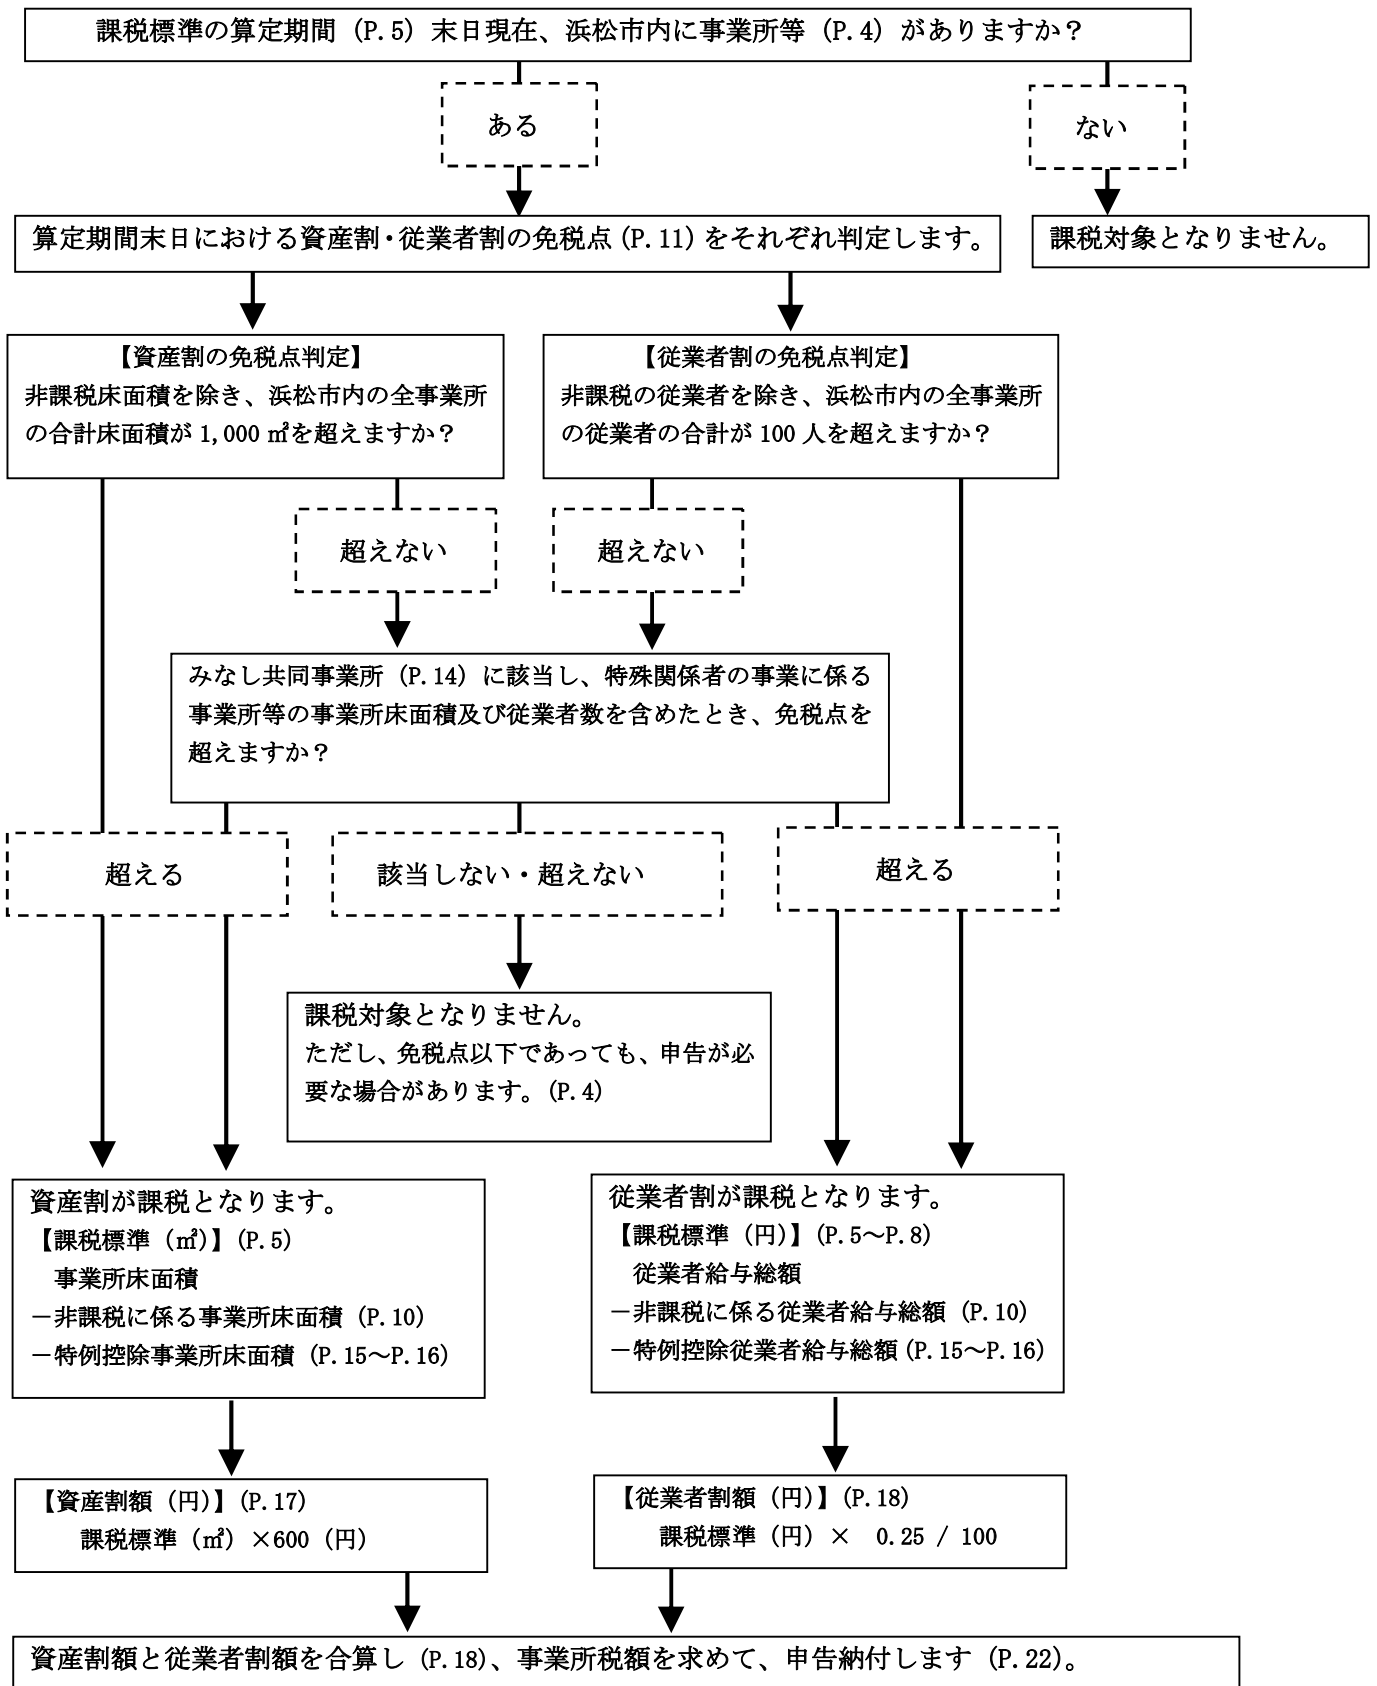 課税標準の算定期間（P.5）末日現在、浜松市内に事業所等（P.4）がありますか？
ある
ない
算定期間末日における資産割・従業者割の免税点(P.11)をそれぞれ判定します。
課税対象となりません。
【資産割の免税点判定】
非課税床面積を除き、浜松市内の全事業所
の合計床面積が 1,000 ㎡を超えますか？
【従業者割の免税点判定】
非課税の従業者を除き、浜松市内の全事業所
の従業者の合計が 100 人を超えますか？
超えない
超えない
みなし共同事業所（P.14）に該当し、特殊関係者の事業に係る
事業所等の事業所床面積及び従業者数を含めたとき、免税点を
超えますか？
超える
該当しない・超えない
超える
課税対象となりません。
ただし、免税点以下であっても、申告が必
要な場合があります。(P.4)
資産割が課税となります。
【課税標準（㎡）】(P.5)
事業所床面積
－非課税に係る事業所床面積（P.10）
－特例控除事業所床面積（P.15～P.16）
従業者割が課税となります。
【課税標準（円）】(P.5～P.8)
従業者給与総額
－非課税に係る従業者給与総額（P.10）
－特例控除従業者給与総額(P.15～P.16)
【資産割額（円）】(P.17)
課税標準（㎡）×600（円）
【従業者割額（円）】(P.18)
課税標準（円）×　0.25 / 100
資産割額と従業者割額を合算し（P.18）、事業所税額を求めて、申告納付します（P.22）。